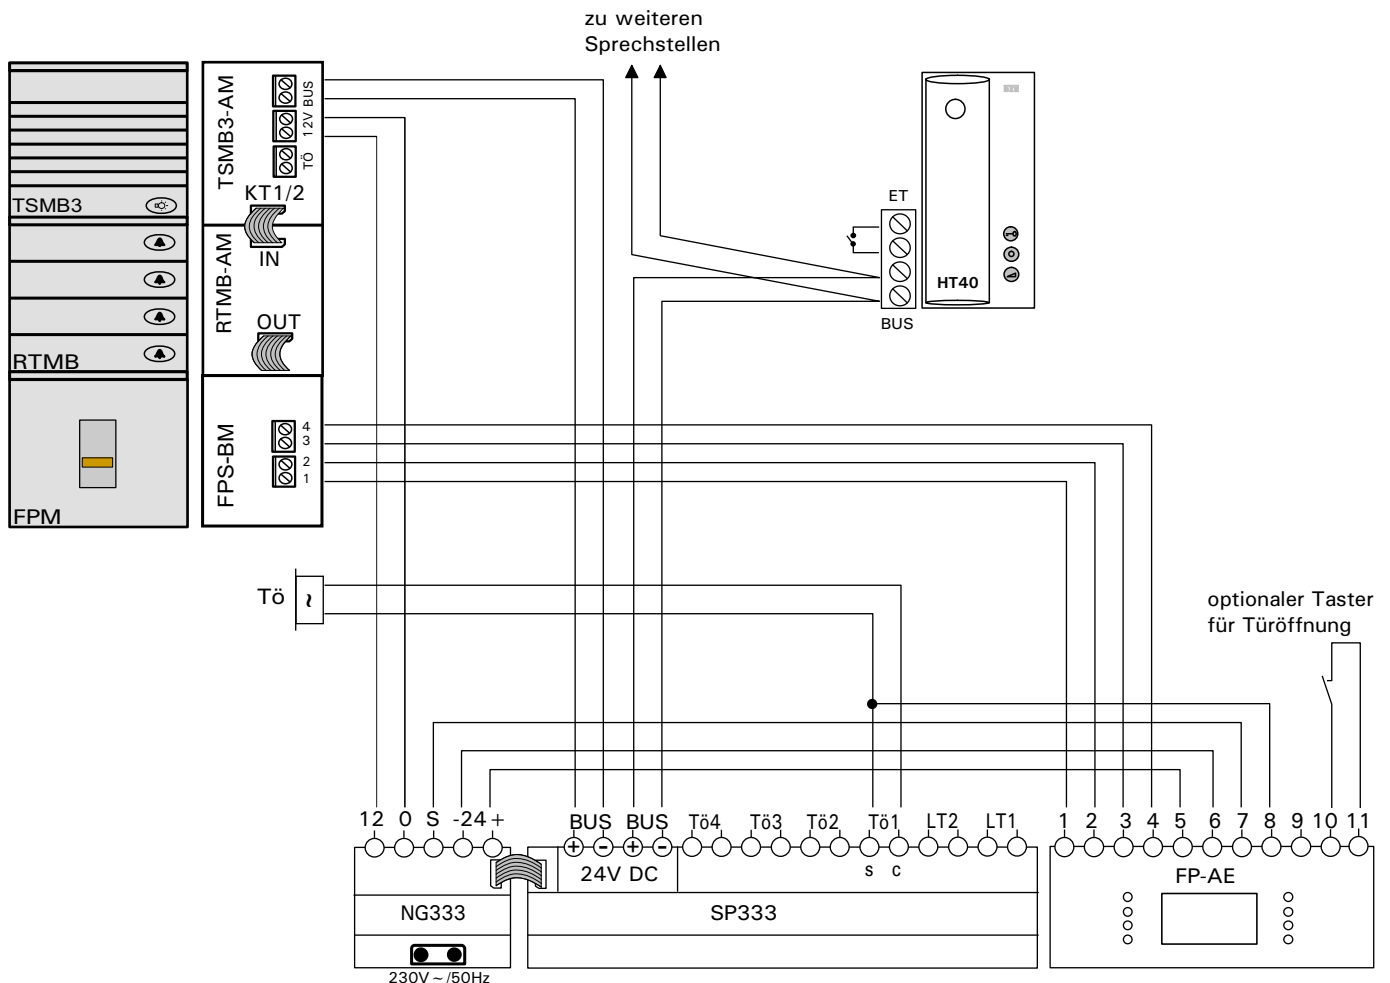 zu weiteren
Sprechstellen
TSMB3
RTMB
FPM
TSMB3-AM
BUS
12V
TÖ
KT1/2
IN
RTMB-AM
OUT
FPS-BM
4
3
2
1
ET
HT40
BUS
Tö
~
optionaler Taster
für Türöffnung
12 0 S -24 +
BUS BUS Tö4 Tö3 Tö2 Tö1 LT2 LT1
1 2 3 4 5 6 7 8 9 10 11
+ - + -
24V DC
S C
NG333
SP333
FP-AE
230V~/50Hz